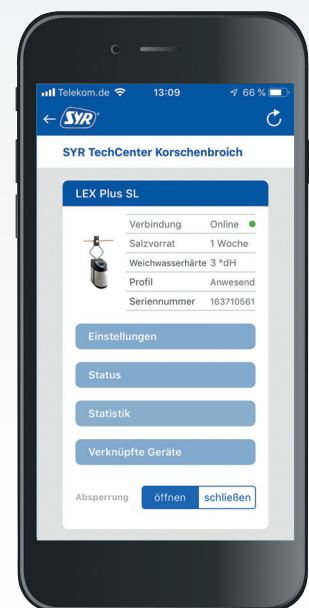 Telekom.de 13:09 66 %
SYR
SYR TechCenter Korschenbroich
LEX Plus SL
Verbindung Online
Salzvorrat 1 Woche
Weichwasserhärte 3 °dH
Profil Anwesend
Seriennummer 163710561
Einstellungen
Status
Statistik
Verknüpfte Geräte
Absperrung öffnen schließen